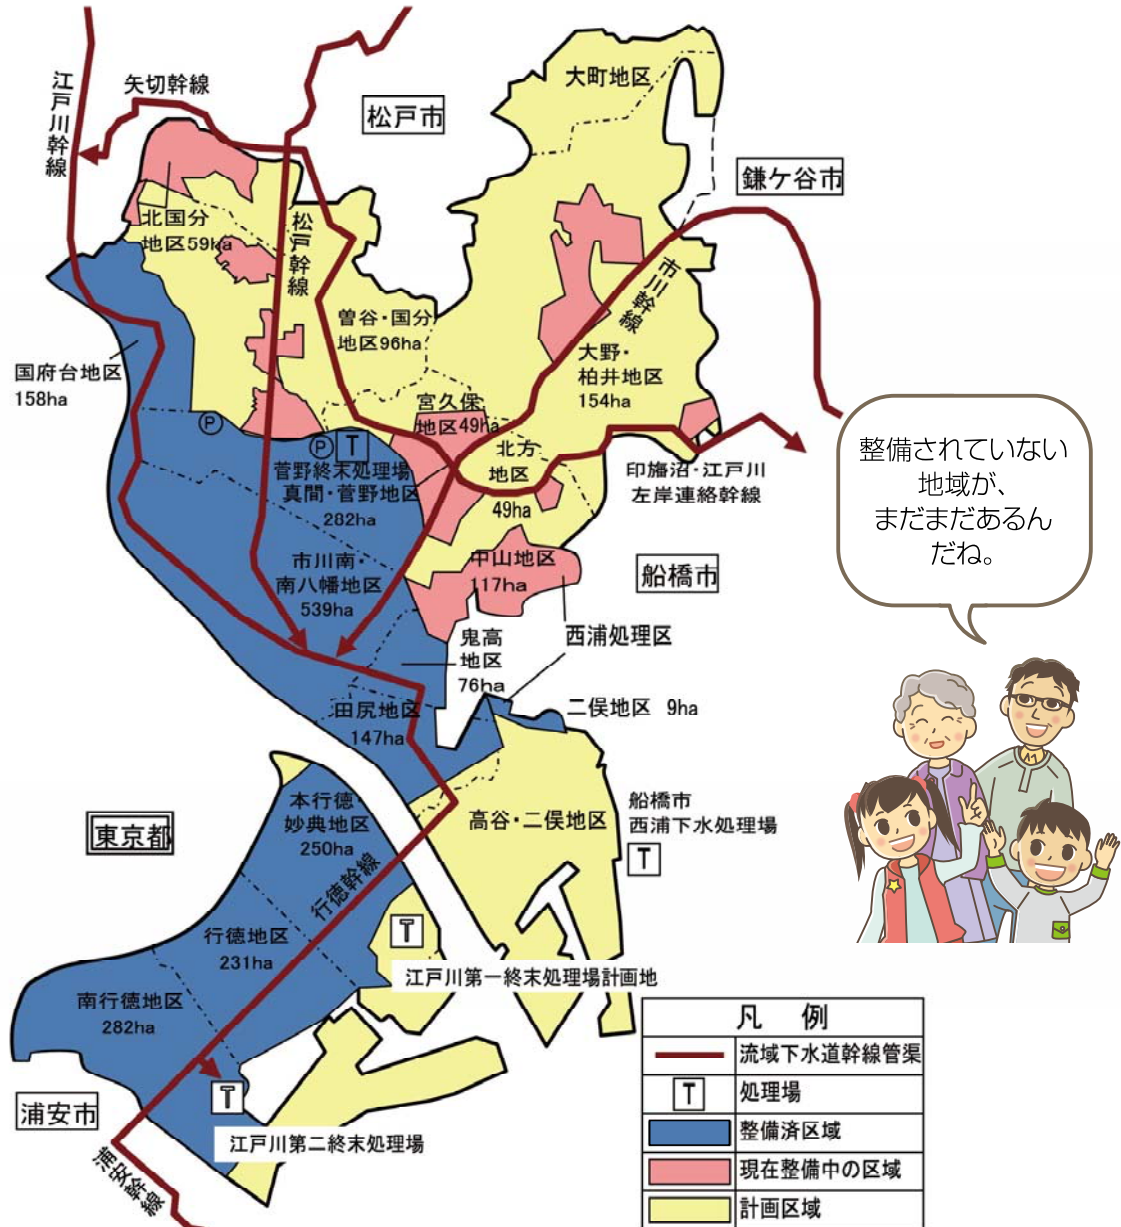 江戸川幹線
矢切幹線
松戸市
大町地区
鎌ケ谷市
北国分
地区59ha
松戸幹線
市川幹線
曽谷・国分
地区96ha
大野・
柏井地区
154ha
国府台地区
158ha
宮久保
地区49ha
北方
地区
49ha
P
P
T
菅野終末処理場
真間・菅野地区
282ha
印旛沼・江戸川
左岸連絡幹線
整備されていない
地域が、
まだまだあるん
だね。
市川南・
南八幡地区
539ha
中山地区
117ha
船橋市
鬼高
地区
76ha
西浦処理区
田尻地区
147ha
二俣地区 9ha
本行徳・
妙典地区
250ha
東京都
高谷・二俣地区
船橋市
西浦下水処理場
T
行徳幹線
行徳地区
231ha
T
江戸川第一終末処理場計画地
南行徳地区
282ha
T
浦安市
江戸川第二終末処理場
浦安幹線
凡 例
流域下水道幹線管渠
T 処理場
整備済区域
現在整備中の区域
計画区域